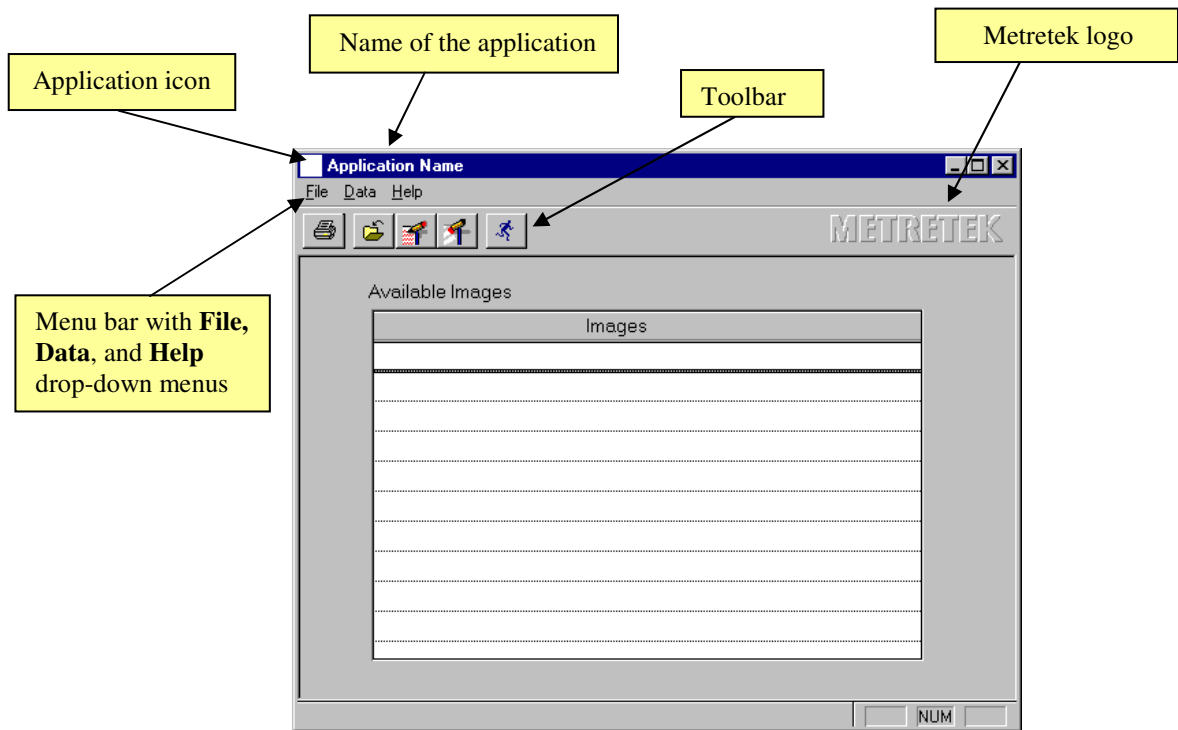 Name of the application
Metretek logo
Application icon
Toolbar
Application Name
File Data Help
METRETEK
Menu bar with File,
Data, and Help
drop-down menus
Available Images
Images
NUM